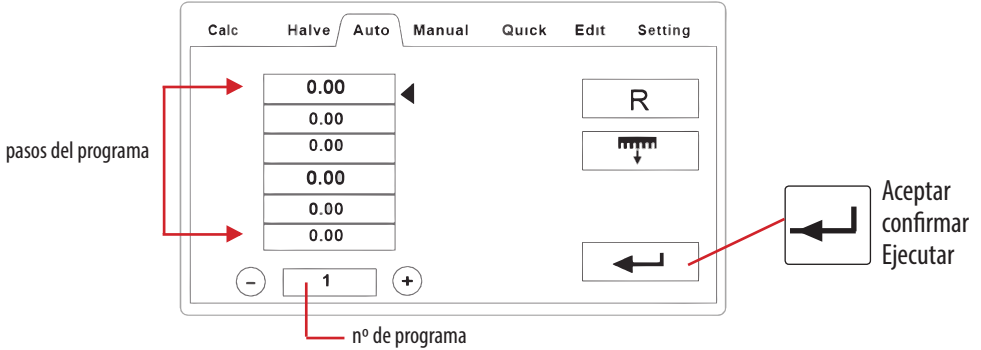 Calc Halve Auto Manual Quick Edit Setting
0.00
0.00
0.00
0.00
0.00
0.00
R
pasos del programa
Aceptar
confirmar
Ejecutar
- 1 +
nº de programa